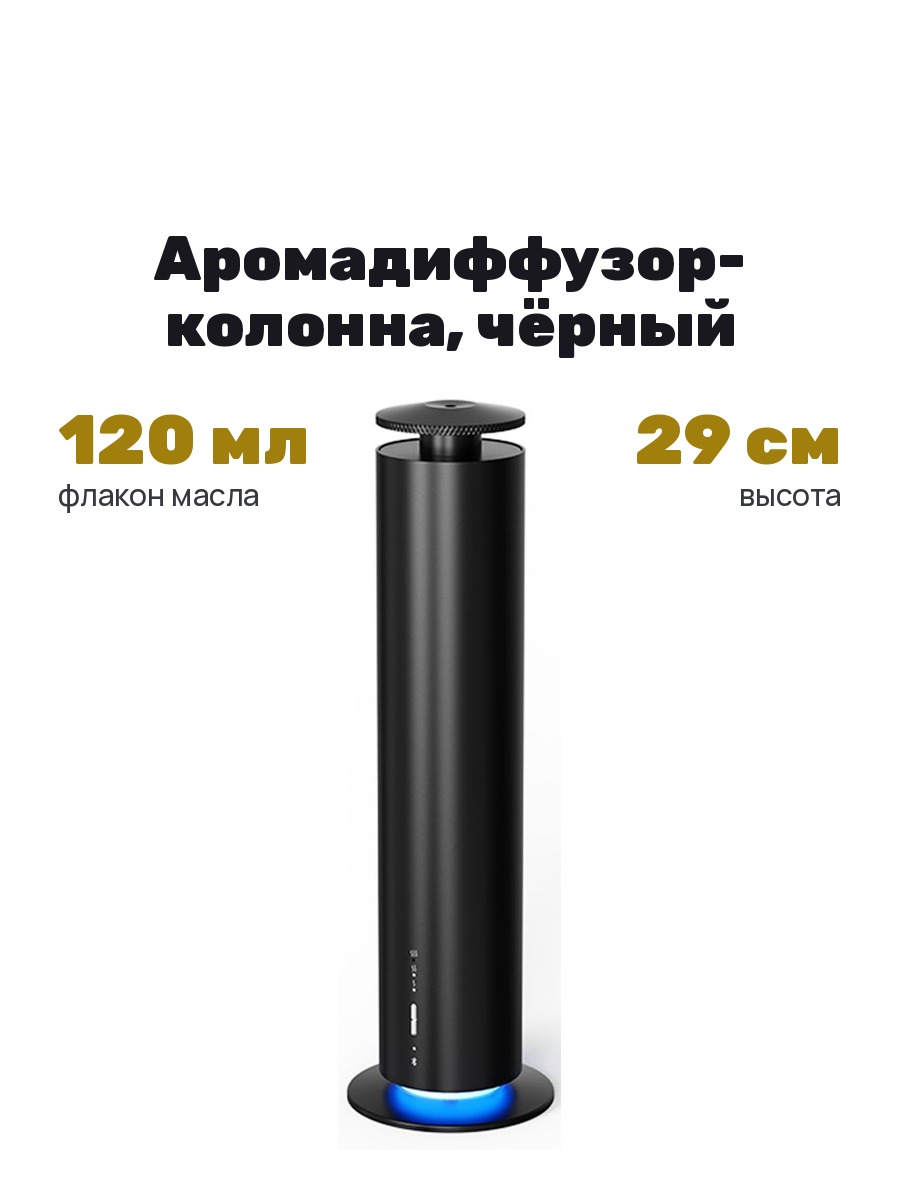 Аромадиффузор-
колонна, чёрный
120 мл
флакон масла
29 см
высота